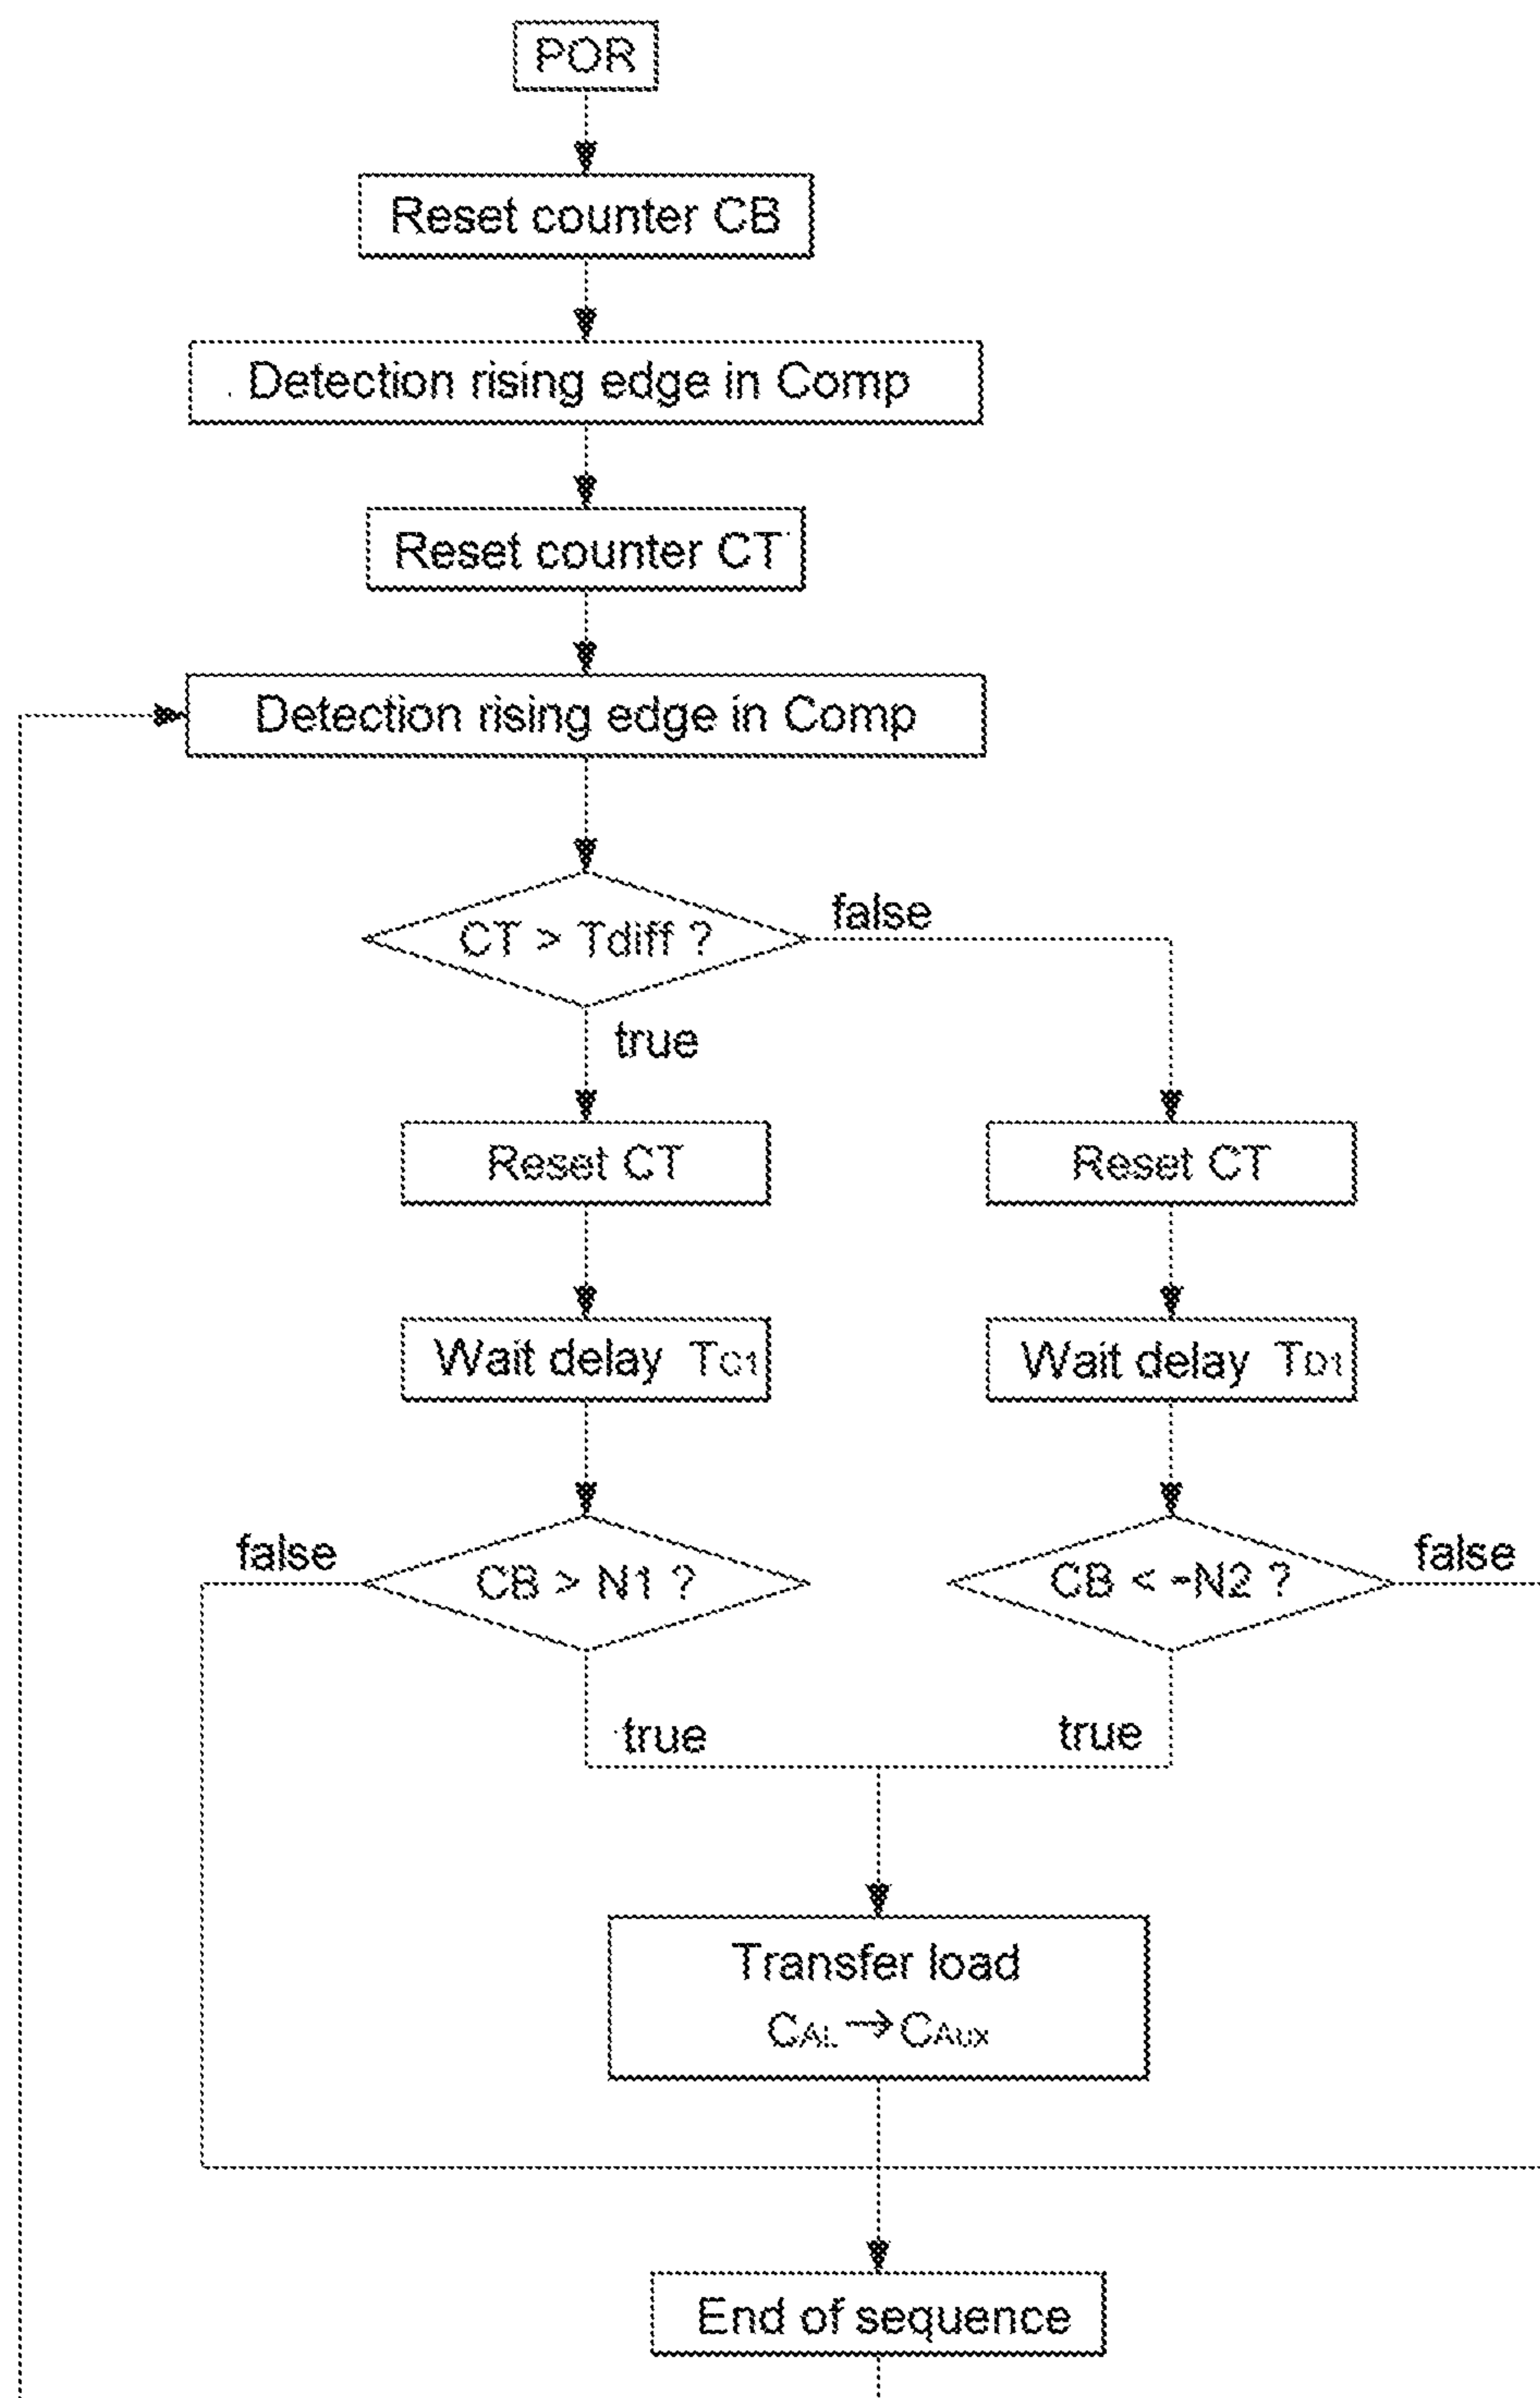 POR
Reset counter CB
Detection rising edge in Comp
Reset counter CT
Detection rising edge in Comp
CT > Tdiff ?
false
true
Reset CT
Reset CT
Wait delay TC1
Wait delay TD1
false
CB > N1 ?
CB < -N2 ?
false
true
true
Transfer load
CAL → CAux
End of sequence